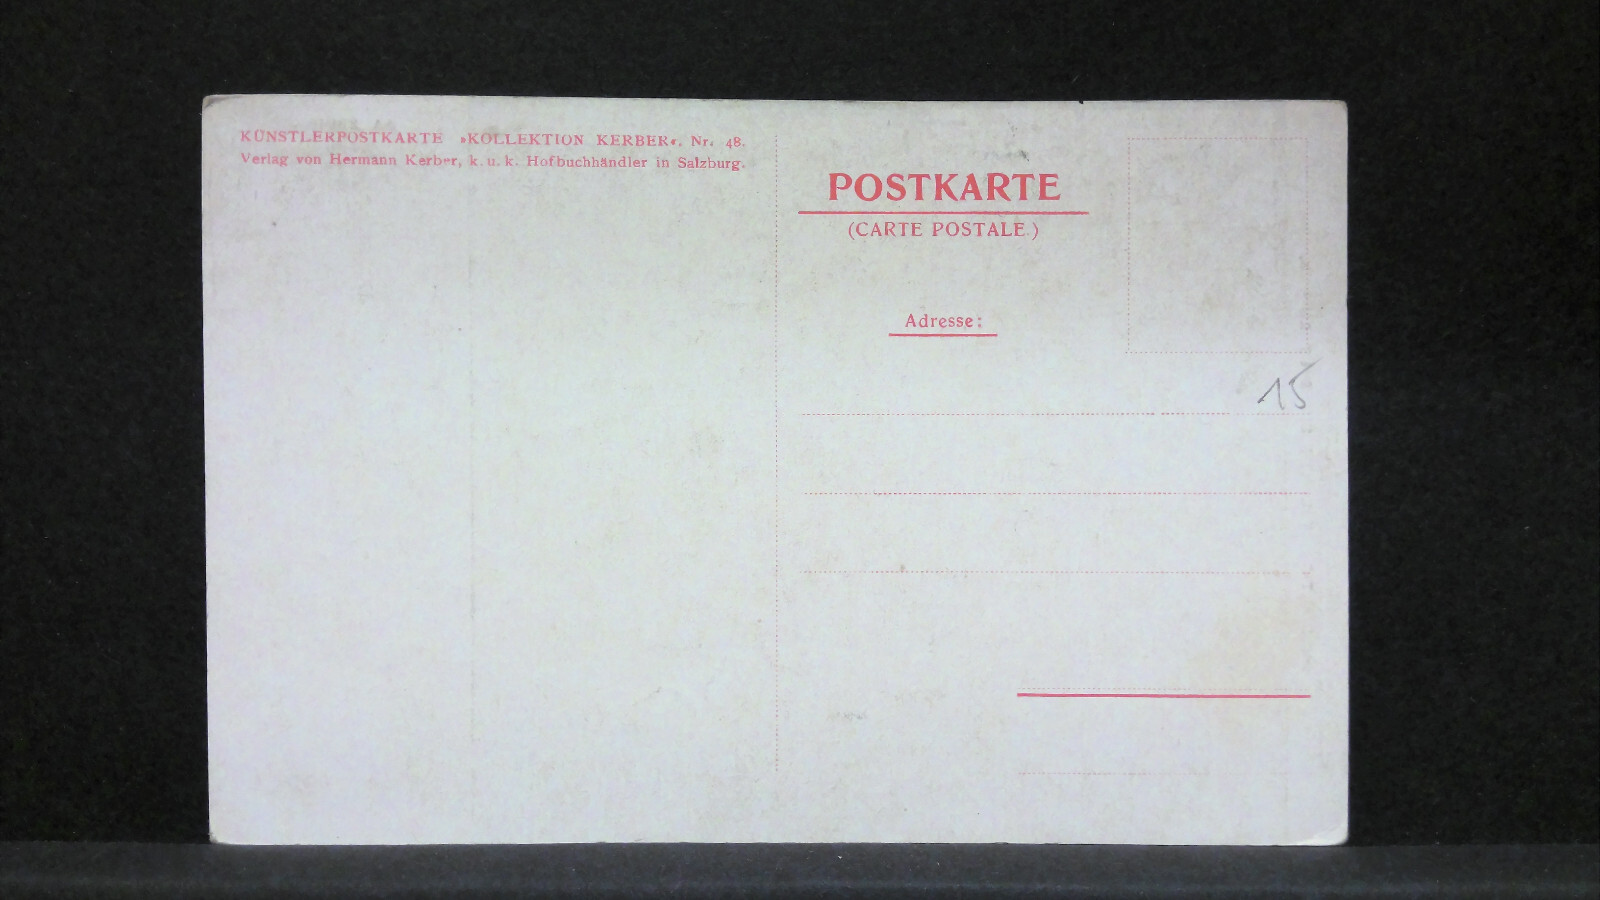 KÜNSTLERPOSTKARTE »KOLLEKTION KERBER«. Nr. 48.
Verlag von Hermann Kerber, k. u. k. Hofbuchhändler in Salzburg.
POSTKARTE
(CARTE POSTALE.)
Adresse:
15